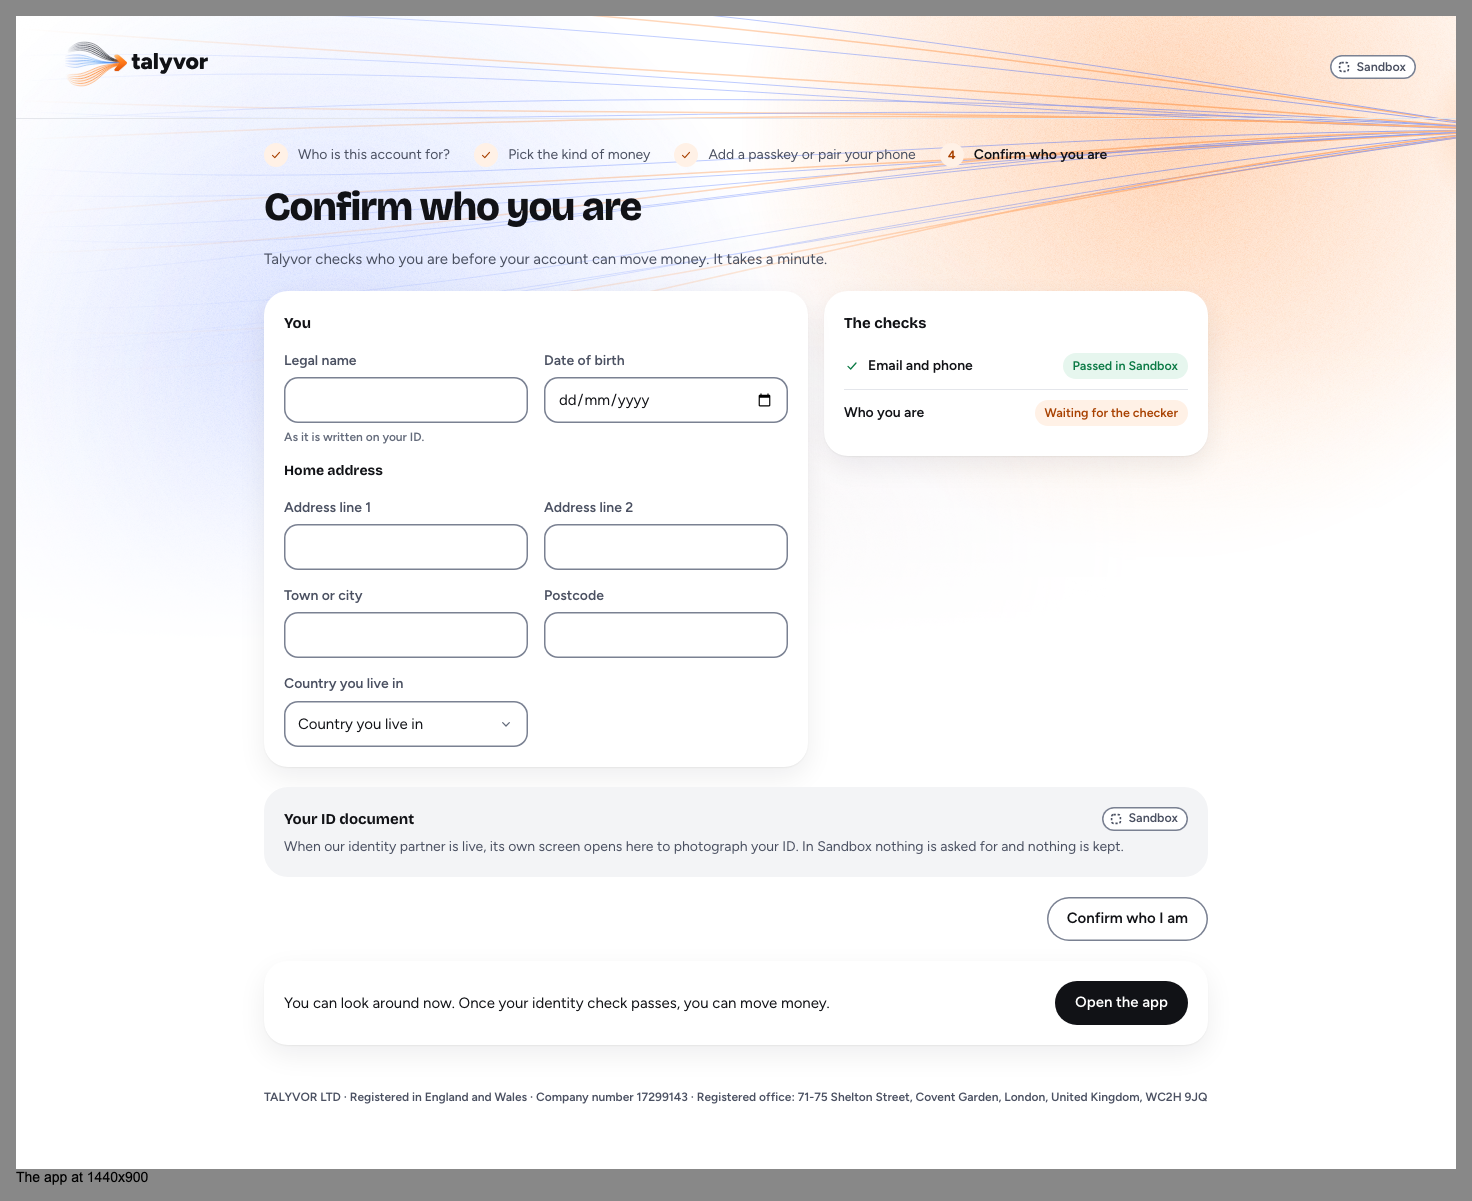 talyvor
Sandbox
Who is this account for?
Pick the kind of money
Add a passkey or pair your phone
4 Confirm who you are
Confirm who you are
Talyvor checks who you are before your account can move money. It takes a minute.
You
Legal name
Date of birth
dd/mm/yyyy
As it is written on your ID.
Home address
Address line 1
Address line 2
Town or city
Postcode
Country you live in
Country you live in
The checks
Email and phone
Passed in Sandbox
Who you are
Waiting for the checker
Your ID document
Sandbox
When our identity partner is live, its own screen opens here to photograph your ID. In Sandbox nothing is asked for and nothing is kept.
Confirm who I am
You can look around now. Once your identity check passes, you can move money.
Open the app
TALYVOR LTD · Registered in England and Wales · Company number 17299143 · Registered office: 71-75 Shelton Street, Covent Garden, London, United Kingdom, WC2H 9JQ
The app at 1440x900